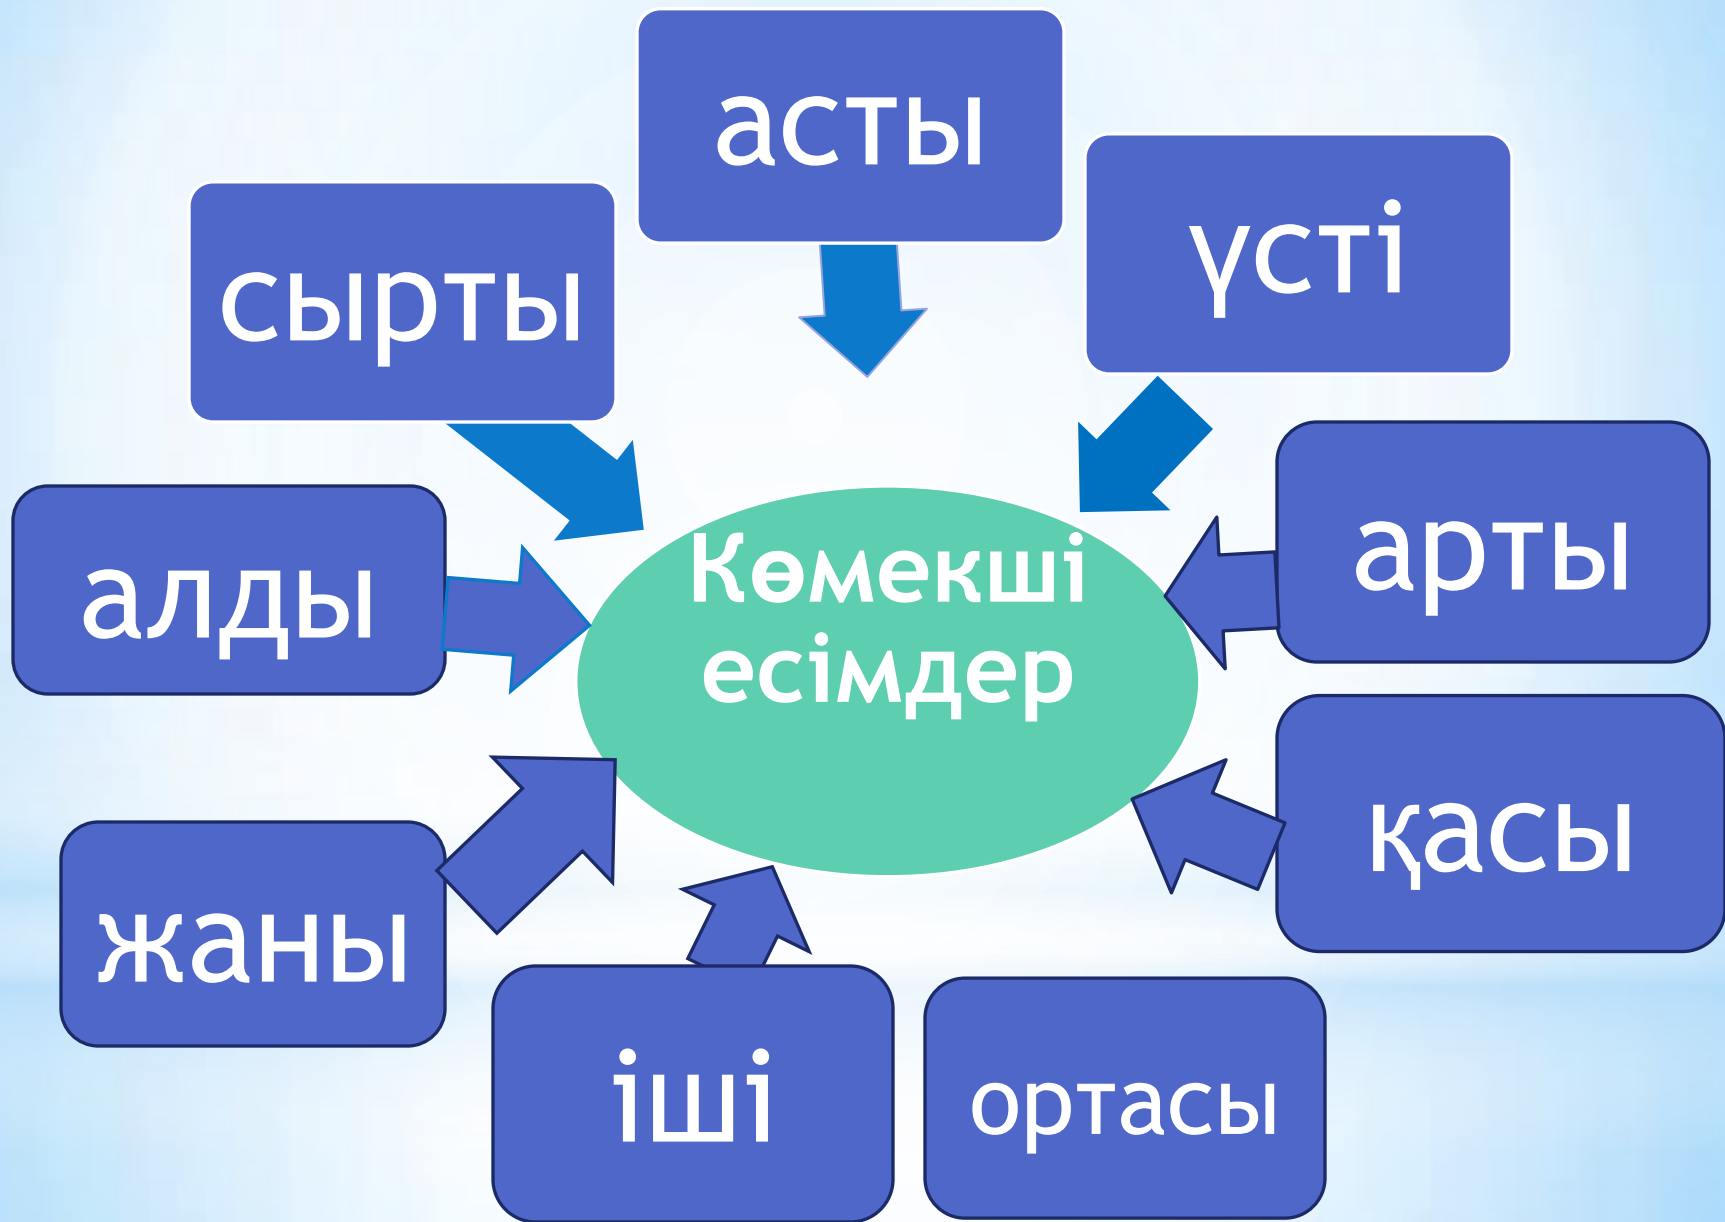 асты
үсті
сырты
арты
алды
Көмекші
есімдер
қасы
жаны
іші
ортасы